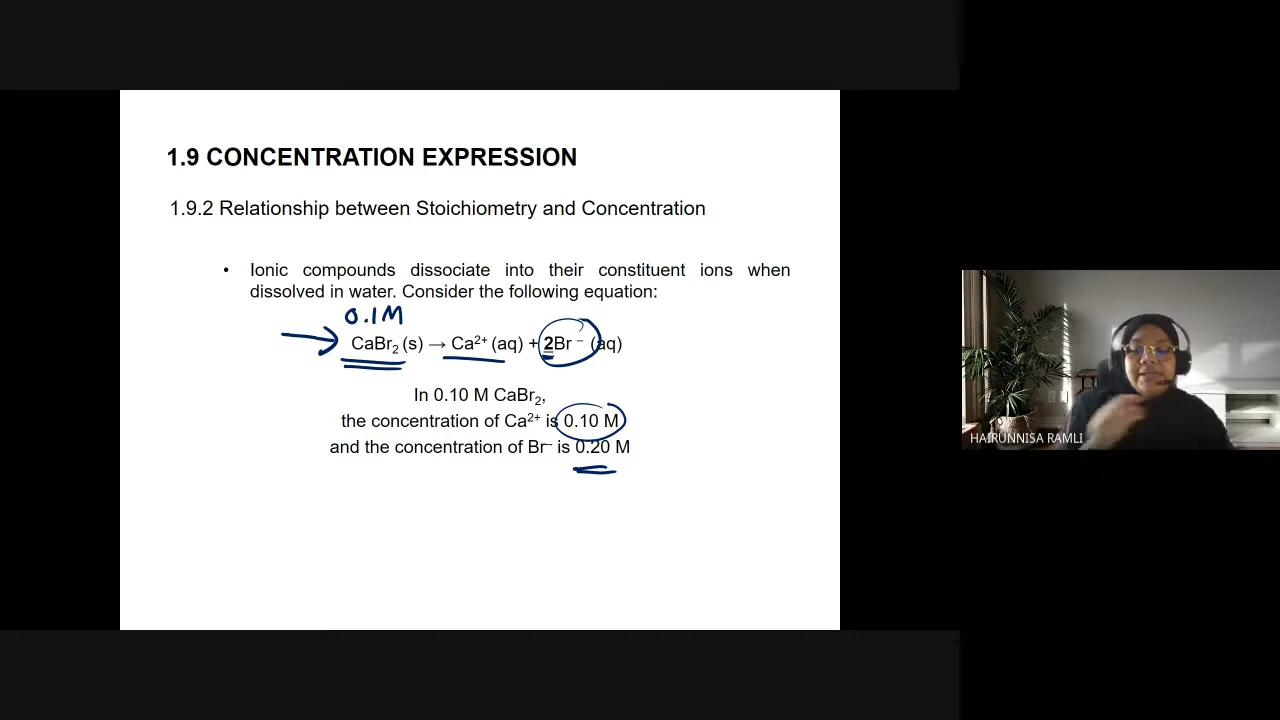 1.9 CONCENTRATION EXPRESSION
1.9.2 Relationship between Stoichiometry and Concentration
• Ionic compounds dissociate into their constituent ions when
dissolved in water. Consider the following equation:
0.1M
CaBr₂ (s) → Ca²⁺ (aq) + 2Br⁻ (aq)
In 0.10 M CaBr₂,
the concentration of Ca²⁺ is 0.10 M
and the concentration of Br⁻ is 0.20 M
HAIRUNNISA RAMLI